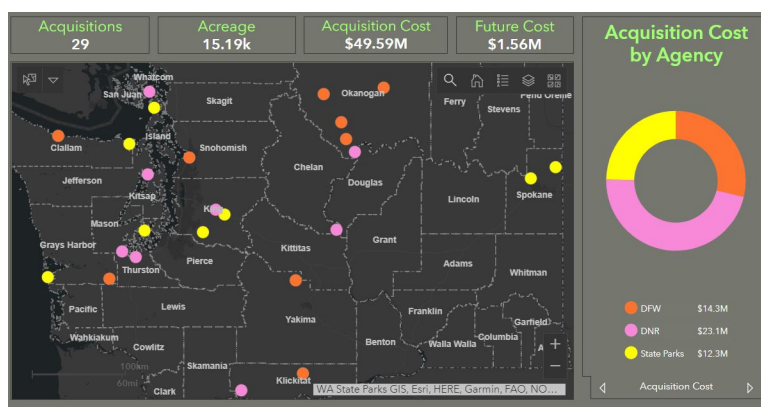 Acquisitions
29
Acreage
15.19k
Acquisition Cost
$49.59M
Future Cost
$1.56M
Acquisition Cost
by Agency
Whatcom
San Juan
Skagit
Okanogan
Ferry
Stevens
Pend Oreille
Island
Clallam
Snohomish
Chelan
Jefferson
Douglas
Kitsap
Lincoln
Spokane
King
Mason
Grays Harbor
Kittitas
Grant
Pierce
Thurston
Adams
Whitman
Pacific
Lewis
Yakima
Franklin
Garfield
Wahkiakum
Cowlitz
Benton
Walla Walla
Columbia
A
Skamania
100km
60mi
Clark
Klickitat
WA State Parks GIS, Esri, HERE, Garmin, FAO, NO...
DFW $14.3M
DNR $23.1M
State Parks $12.3M
Acquisition Cost